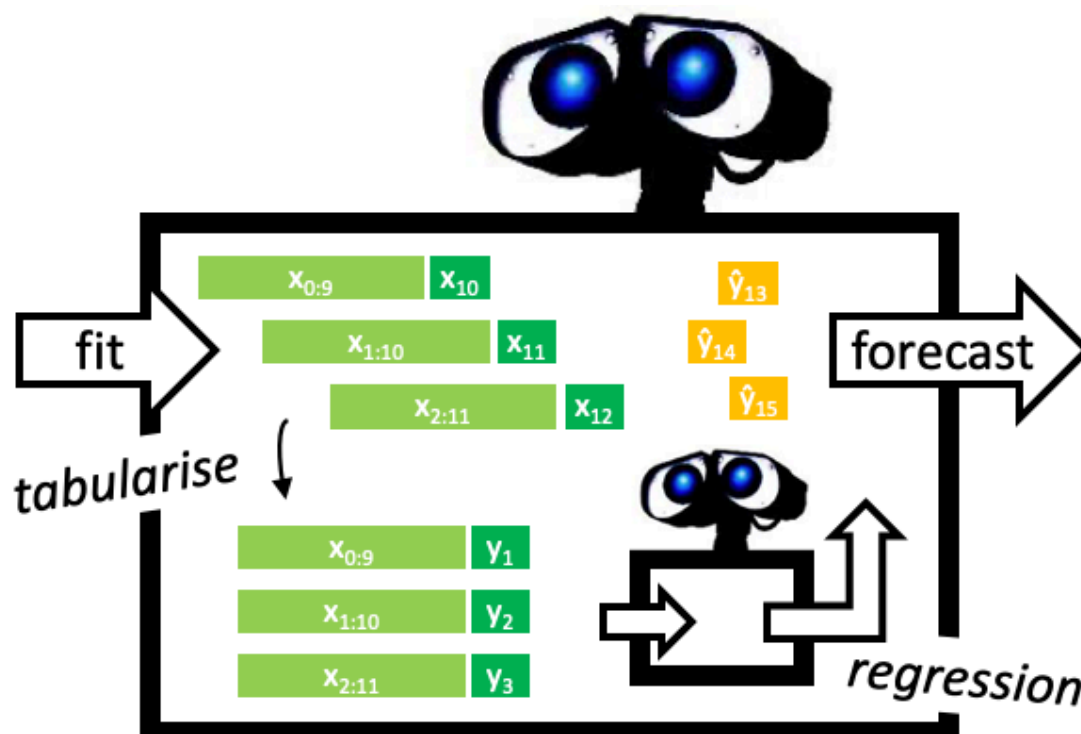 x₀:₉ x₁₀ ŷ₁₃
fit x₁:₁₀ x₁₁ ŷ₁₄ forecast
x₂:₁₁ x₁₂ ŷ₁₅
tabularise
x₀:₉ y₁
x₁:₁₀ y₂
x₂:₁₁ y₃
regression